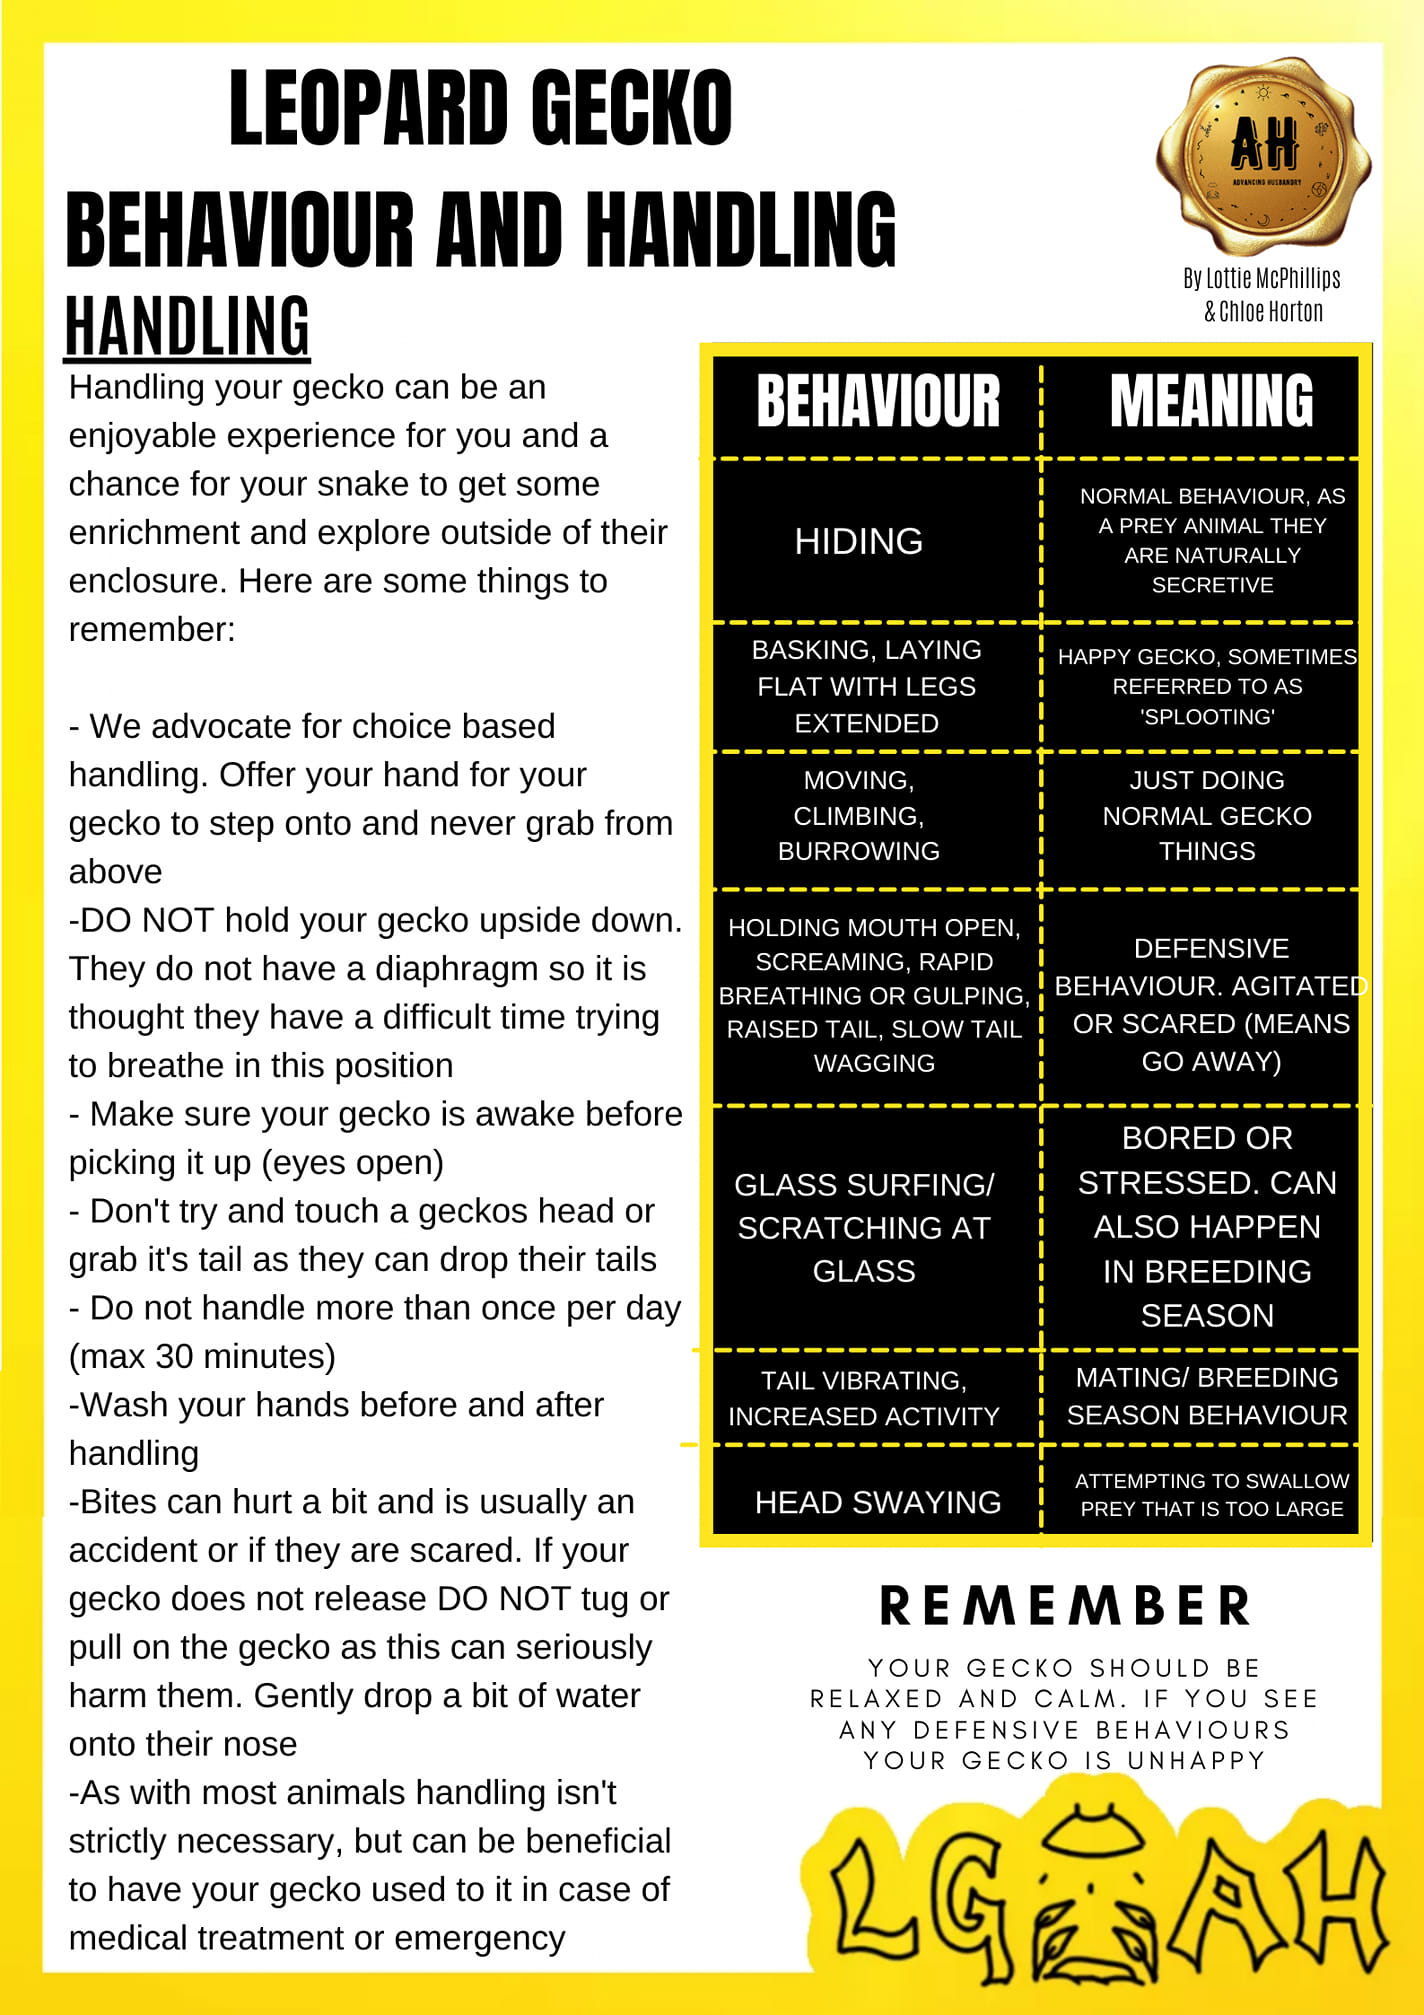 LEOPARD GECKO
BEHAVIOUR AND HANDLING
AH
ADVANCING HUSBANDRY
By Lottie McPhillips
& Chloe Horton
HANDLING
Handling your gecko can be an
enjoyable experience for you and a
chance for your snake to get some
enrichment and explore outside of their
enclosure. Here are some things to
remember:
- We advocate for choice based
handling. Offer your hand for your
gecko to step onto and never grab from
above
-DO NOT hold your gecko upside down.
They do not have a diaphragm so it is
thought they have a difficult time trying
to breathe in this position
- Make sure your gecko is awake before
picking it up (eyes open)
- Don't try and touch a geckos head or
grab it's tail as they can drop their tails
- Do not handle more than once per day
(max 30 minutes)
-Wash your hands before and after
handling
-Bites can hurt a bit and is usually an
accident or if they are scared. If your
gecko does not release DO NOT tug or
pull on the gecko as this can seriously
harm them. Gently drop a bit of water
onto their nose
-As with most animals handling isn't
strictly necessary, but can be beneficial
to have your gecko used to it in case of
medical treatment or emergency
BEHAVIOUR
MEANING
HIDING
NORMAL BEHAVIOUR, AS
A PREY ANIMAL THEY
ARE NATURALLY
SECRETIVE
BASKING, LAYING
FLAT WITH LEGS
EXTENDED
HAPPY GECKO, SOMETIMES
REFERRED TO AS
'SPLOOTING'
MOVING,
CLIMBING,
BURROWING
JUST DOING
NORMAL GECKO
THINGS
HOLDING MOUTH OPEN,
SCREAMING, RAPID
BREATHING OR GULPING,
RAISED TAIL, SLOW TAIL
WAGGING
DEFENSIVE
BEHAVIOUR. AGITATED
OR SCARED (MEANS
GO AWAY)
GLASS SURFING/
SCRATCHING AT
GLASS
BORED OR
STRESSED. CAN
ALSO HAPPEN
IN BREEDING
SEASON
TAIL VIBRATING,
INCREASED ACTIVITY
MATING/ BREEDING
SEASON BEHAVIOUR
HEAD SWAYING
ATTEMPTING TO SWALLOW
PREY THAT IS TOO LARGE
REMEMBER
YOUR GECKO SHOULD BE
RELAXED AND CALM. IF YOU SEE
ANY DEFENSIVE BEHAVIOURS
YOUR GECKO IS UNHAPPY
LG AH